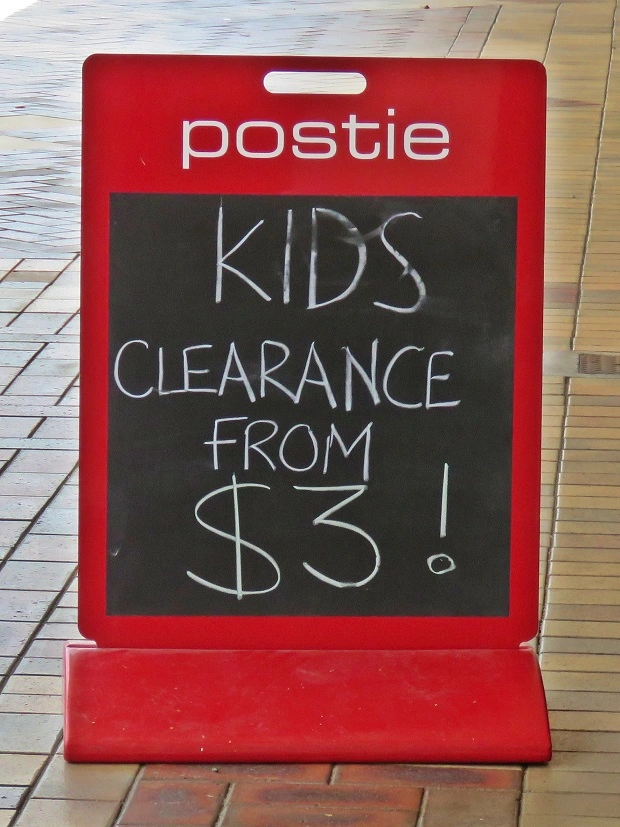 postie
KIDS
CLEARANCE
FROM
$3!